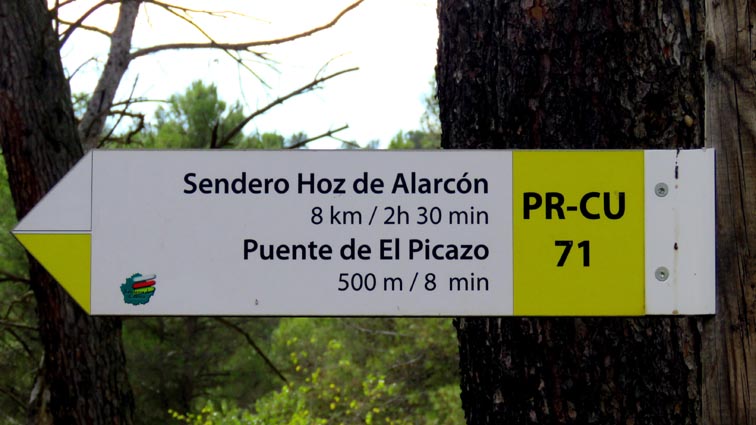 Sendero Hoz de Alarcón
8 km / 2h 30 min
Puente de El Picazo
500 m / 8 min
PR-CU
71